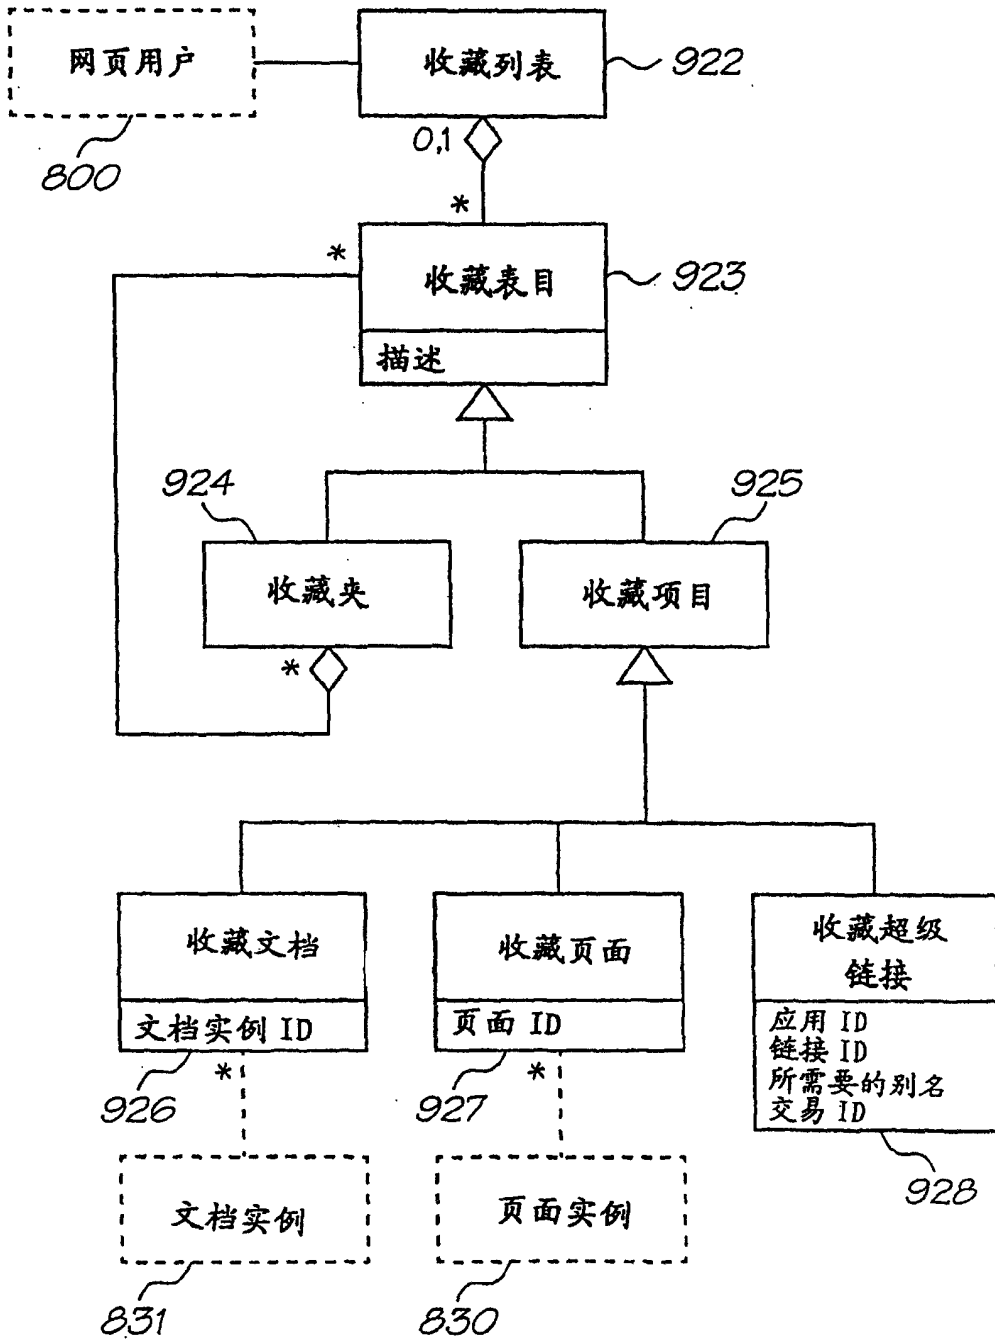 网页用户
收藏列表
922
800
0,1
*
*
收藏表目
923
描述
924
925
收藏夹
收藏项目
*
收藏文档
收藏页面
收藏超级
链接
文档实例 ID
页面 ID
应用 ID
链接 ID
所需要的别名
交易 ID
926
*
927
*
928
文档实例
页面实例
831
830